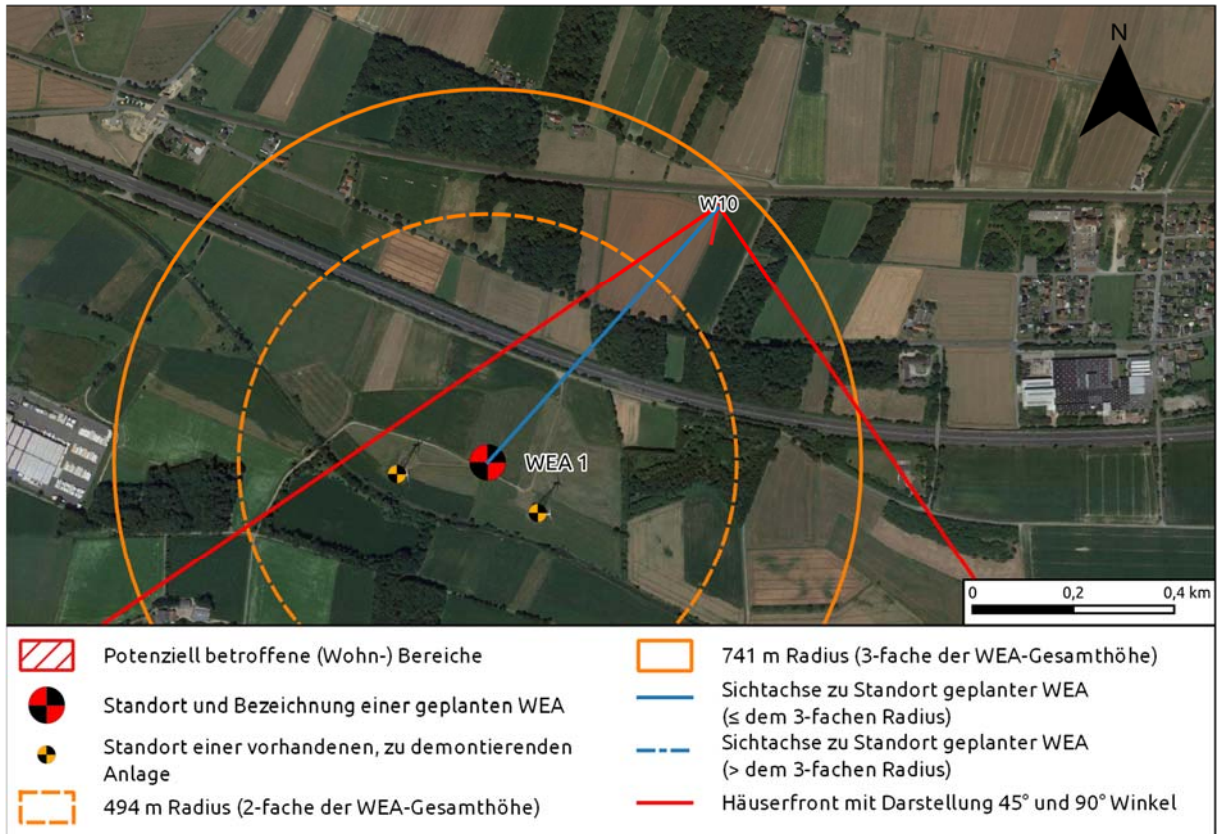 N
W10
WEA 1
0 0,2 0,4 km
Potenziell betroffene (Wohn-) Bereiche
Standort und Bezeichnung einer geplanten WEA
Standort einer vorhandenen, zu demontierenden
Anlage
494 m Radius (2-fache der WEA-Gesamthöhe)
741 m Radius (3-fache der WEA-Gesamthöhe)
Sichtachse zu Standort geplanter WEA
(≤ dem 3-fachen Radius)
Sichtachse zu Standort geplanter WEA
(> dem 3-fachen Radius)
Häuserfront mit Darstellung 45° und 90° Winkel